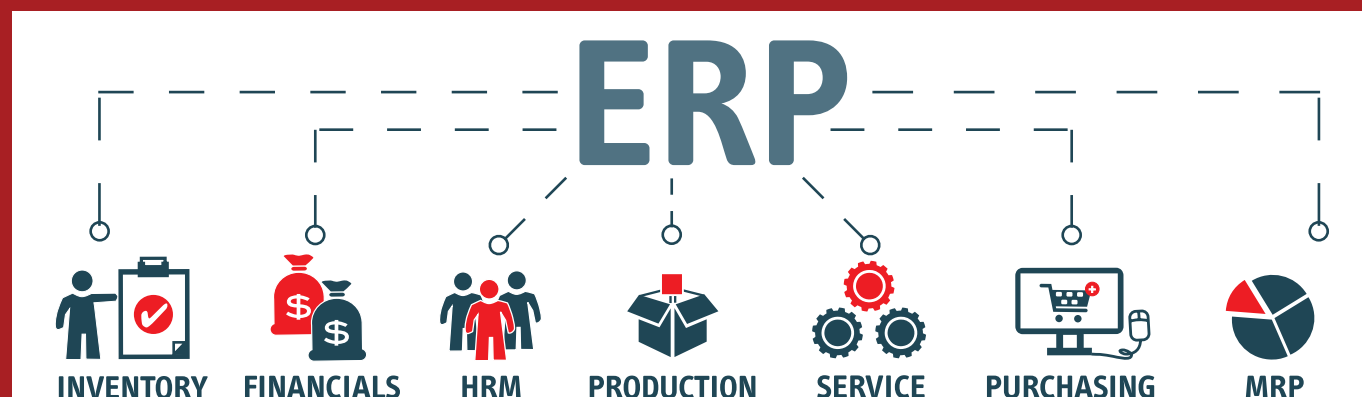 ERP
INVENTORY FINANCIALS HRM PRODUCTION SERVICE PURCHASING MRP
$
$